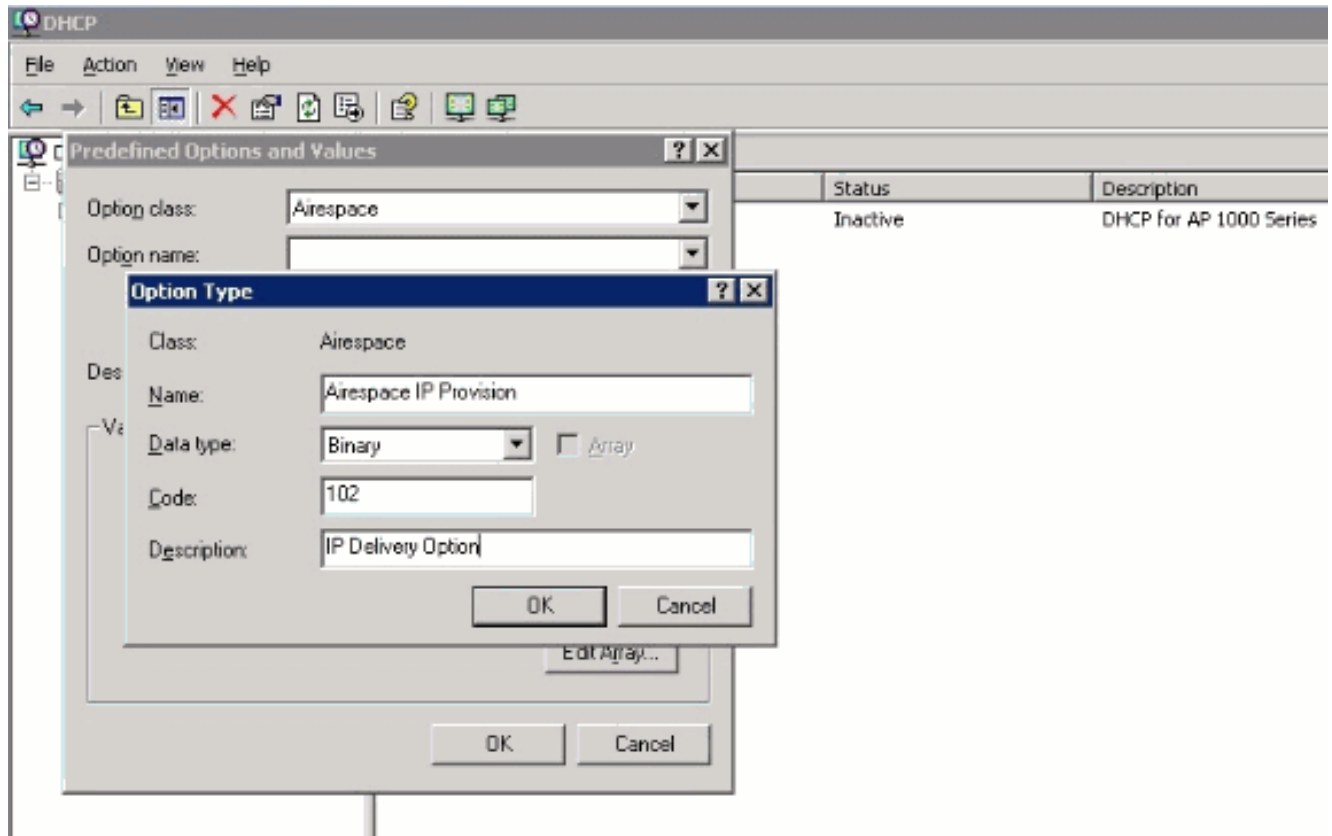 DHCP
File Action View Help
Predefined Options and Values
Status Description
Option class: Airespace
Inactive DHCP for AP 1000 Series
Option name:
Option Type
Class: Airespace
Des
Name: Airespace IP Provision
Va
Data type: Binary Array
Code: 102
Description: IP Delivery Option
OK Cancel
Edit Array...
OK Cancel